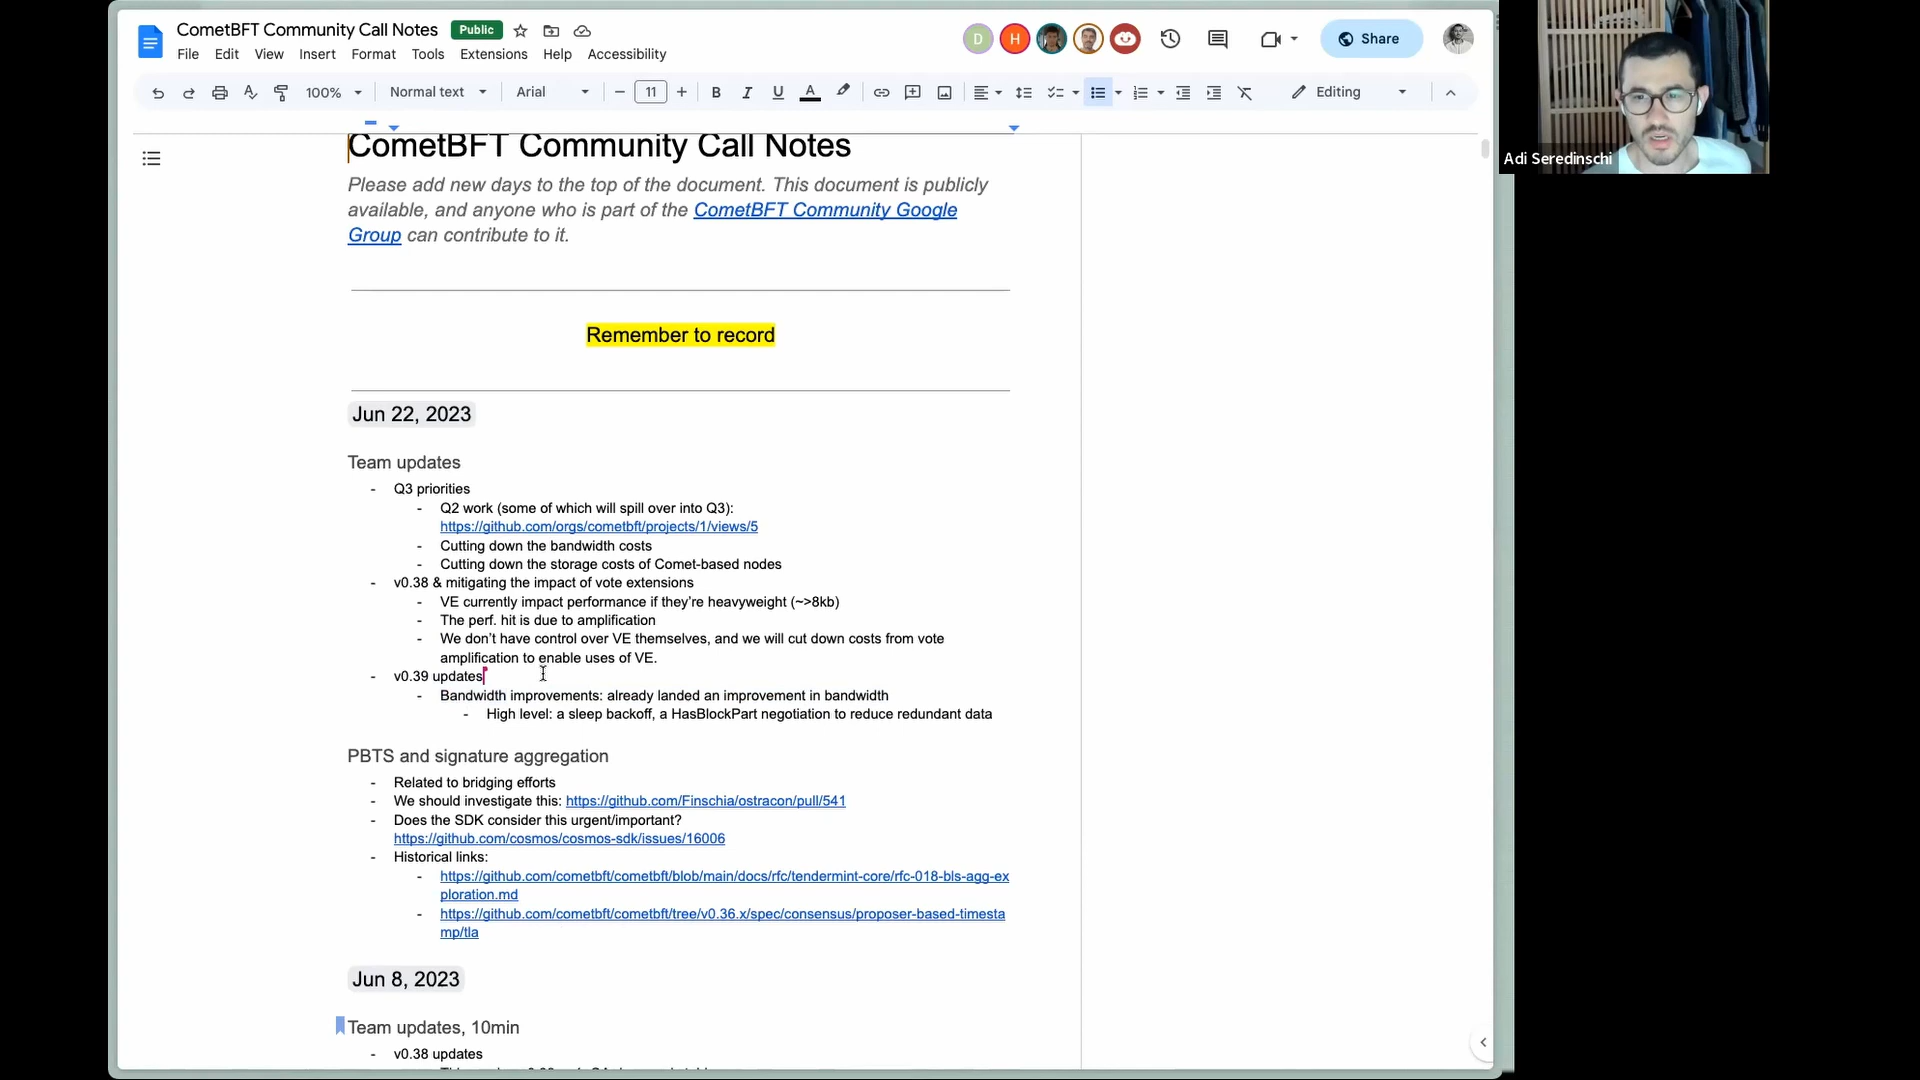 CometBFT Community Call Notes
Public
File Edit View Insert Format Tools Extensions Help Accessibility
D
H
Share
100%
Normal text
Arial
11
B I U A
Editing
Adi Seredinschi
CometBFT Community Call Notes
Please add new days to the top of the document. This document is publicly
available, and anyone who is part of the CometBFT Community Google
Group can contribute to it.
Remember to record
Jun 22, 2023
Team updates
- Q3 priorities
- Q2 work (some of which will spill over into Q3):
https://github.com/orgs/cometbft/projects/1/views/5
- Cutting down the bandwidth costs
- Cutting down the storage costs of Comet-based nodes
- v0.38 & mitigating the impact of vote extensions
- VE currently impact performance if they're heavyweight (~>8kb)
- The perf. hit is due to amplification
- We don't have control over VE themselves, and we will cut down costs from vote
amplification to enable uses of VE.
- v0.39 updates
- Bandwidth improvements: already landed an improvement in bandwidth
- High level: a sleep backoff, a HasBlockPart negotiation to reduce redundant data
PBTS and signature aggregation
- Related to bridging efforts
- We should investigate this: https://github.com/Finschia/ostracon/pull/541
- Does the SDK consider this urgent/important?
https://github.com/cosmos/cosmos-sdk/issues/16006
- Historical links:
- https://github.com/cometbft/cometbft/blob/main/docs/rfc/tendermint-core/rfc-018-bls-agg-ex
ploration.md
- https://github.com/cometbft/cometbft/tree/v0.36.x/spec/consensus/proposer-based-timesta
mp/tla
Jun 8, 2023
Team updates, 10min
- v0.38 updates